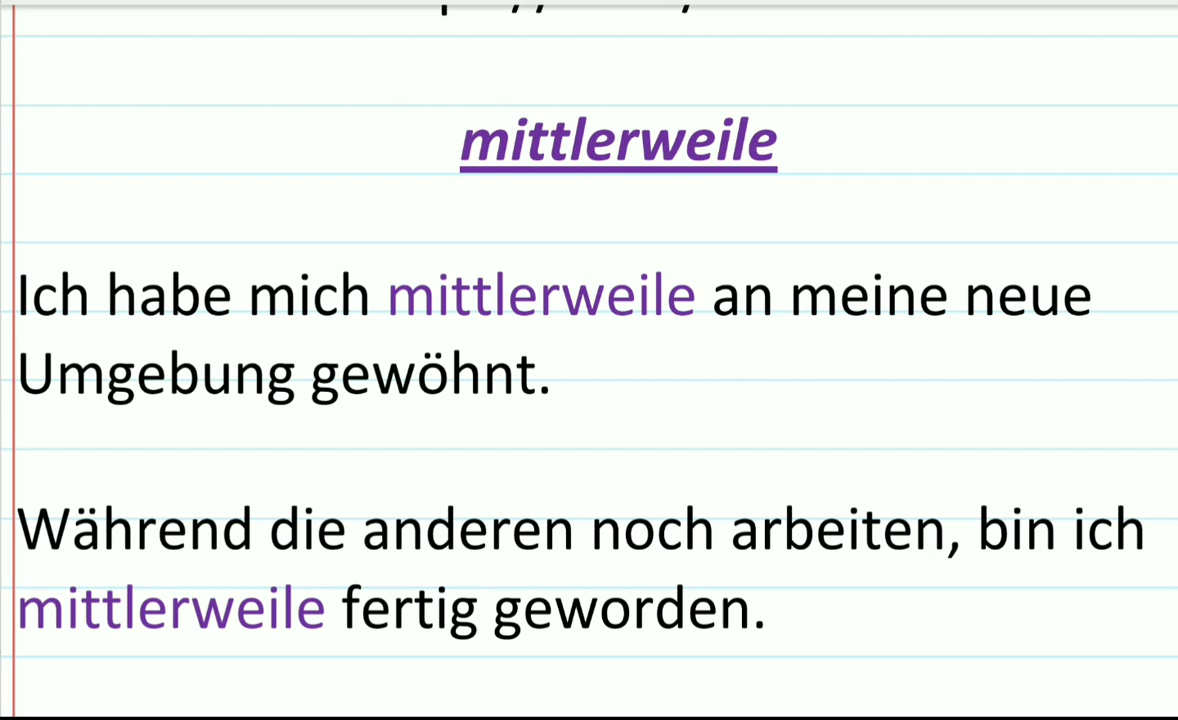 mittlerweile
Ich habe mich mittlerweile an meine neue
Umgebung gewöhnt.
Während die anderen noch arbeiten, bin ich
mittlerweile fertig geworden.